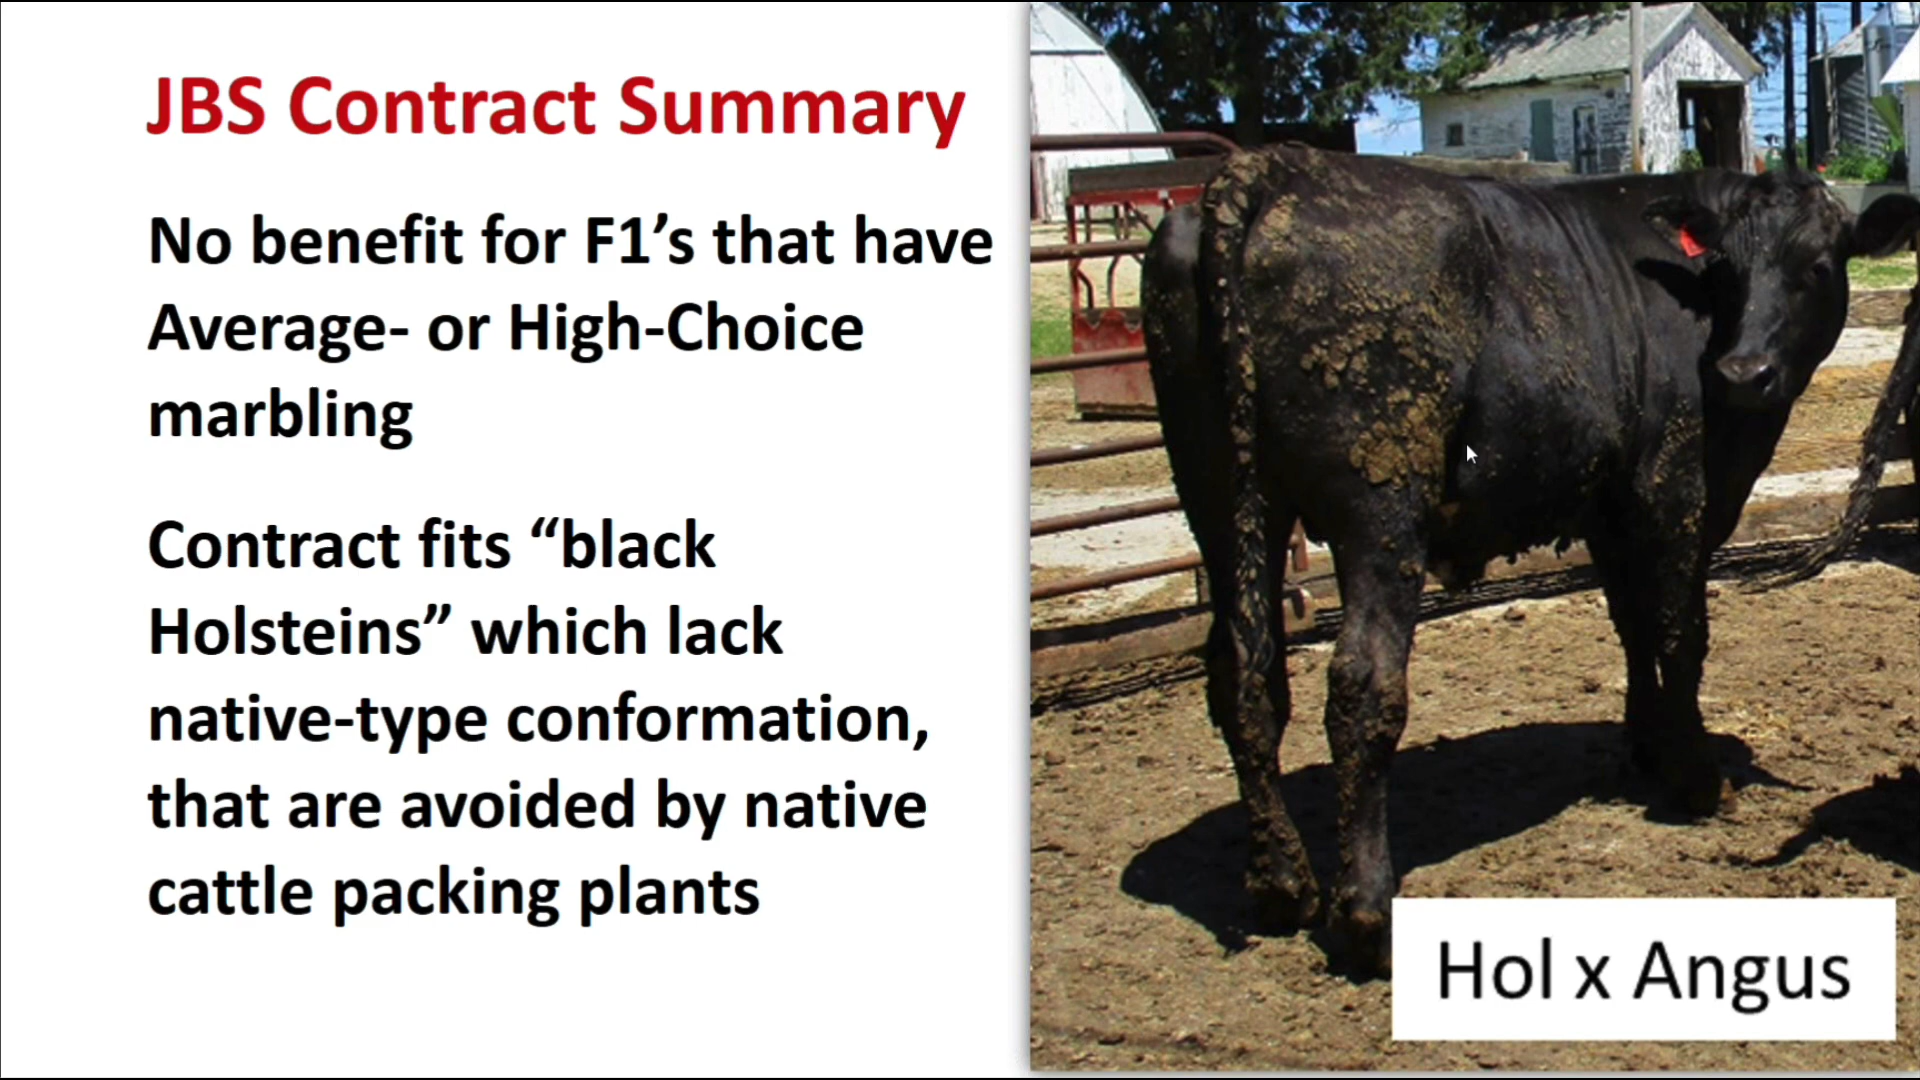 JBS Contract Summary
No benefit for F1’s that have
Average- or High-Choice
marbling
Contract fits “black
Holsteins” which lack
native-type conformation,
that are avoided by native
cattle packing plants
Hol x Angus